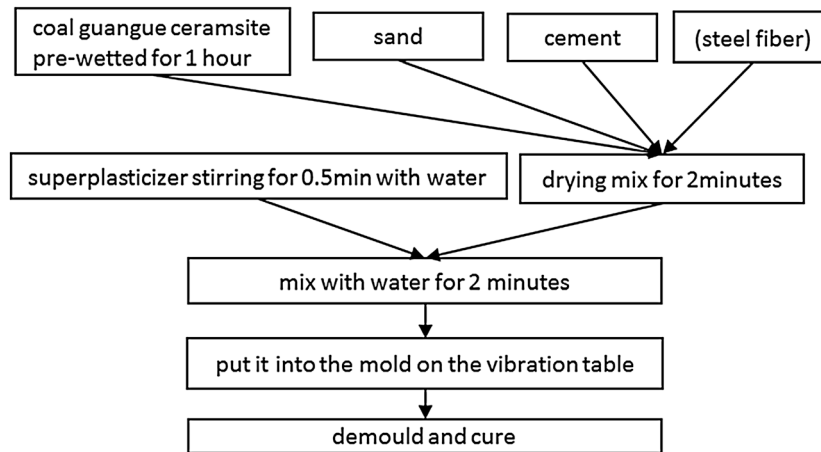 coal guangue ceramsite
pre-wetted for 1 hour
sand
cement
(steel fiber)
superplasticizer stirring for 0.5min with water
drying mix for 2minutes
mix with water for 2 minutes
put it into the mold on the vibration table
demould and cure